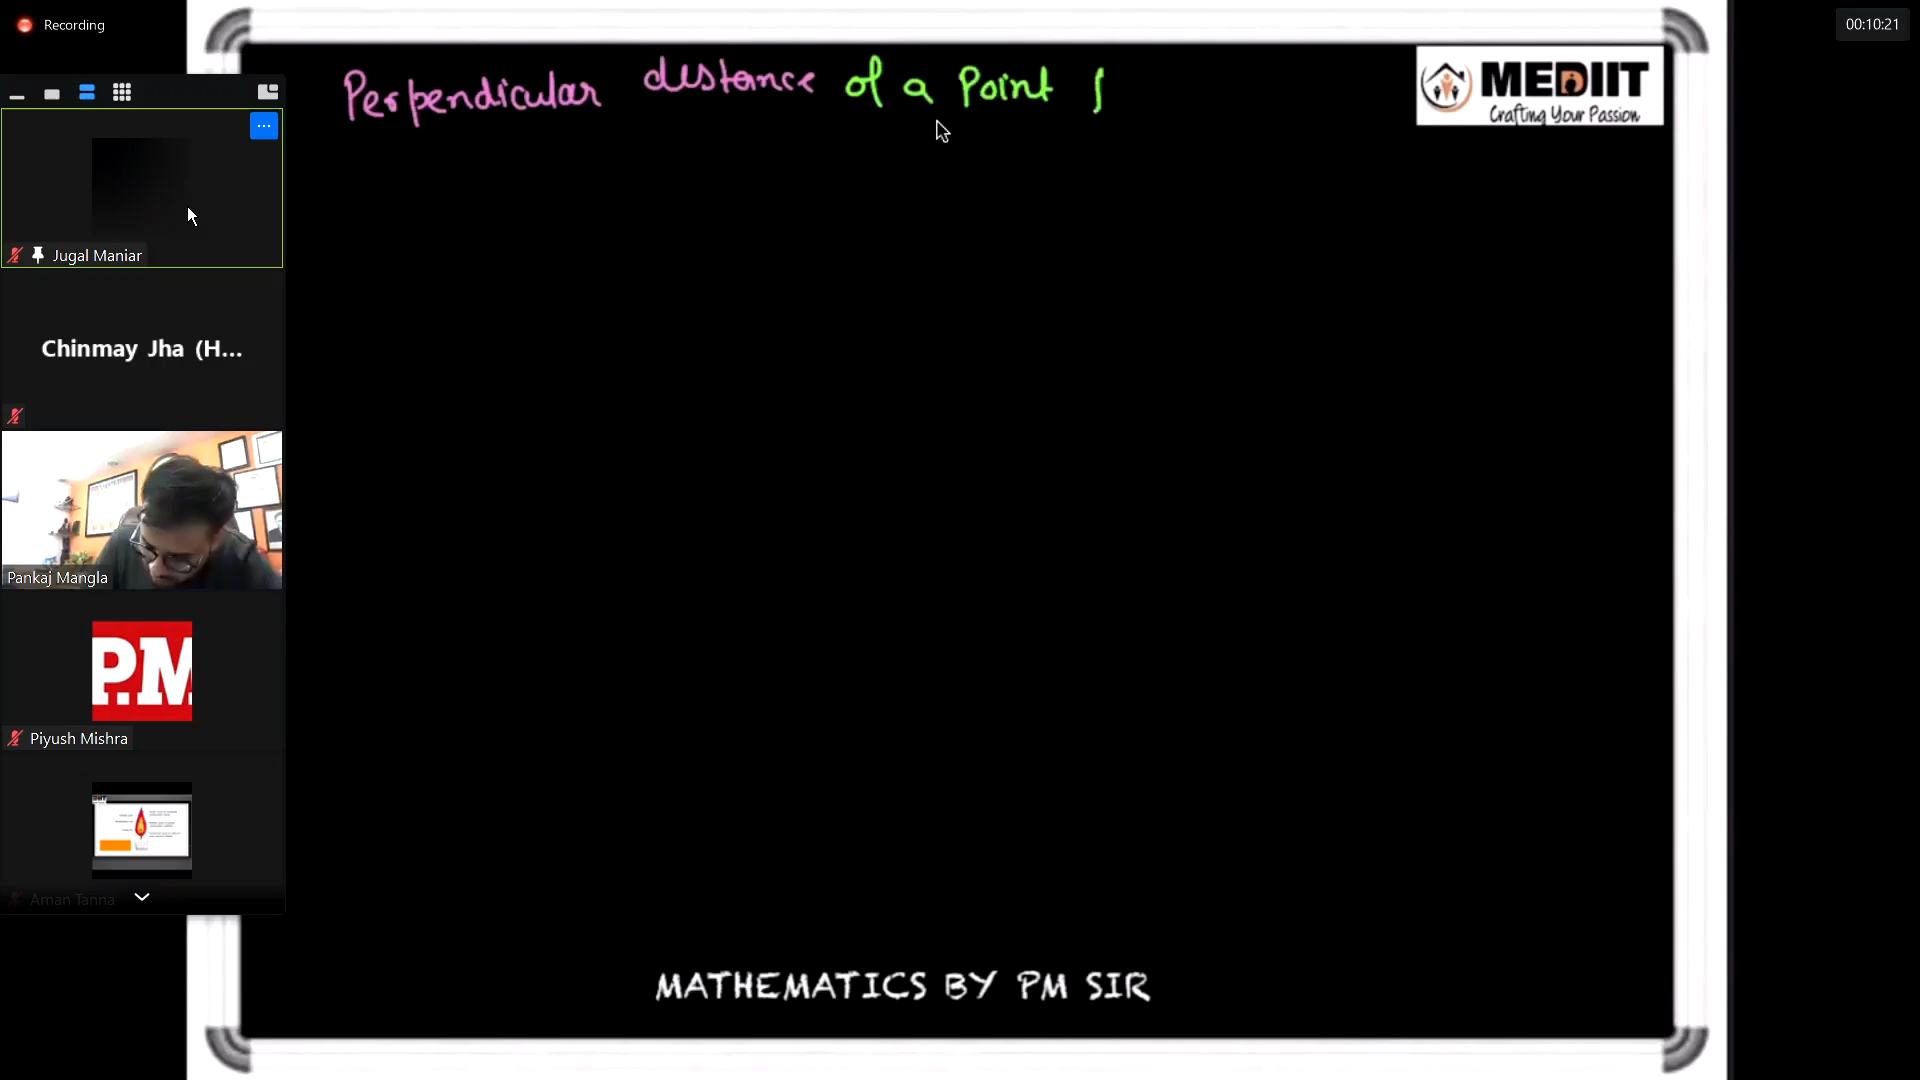 Recording
00:10:21
Perpendicular distance of a Point f
MEDIIT
Crafting Your Passion
Jugal Maniar
Chinmay Jha (H...
Pankaj Mangla
P.M
Piyush Mishra
Aman Tanna
MATHEMATICS BY PM SIR